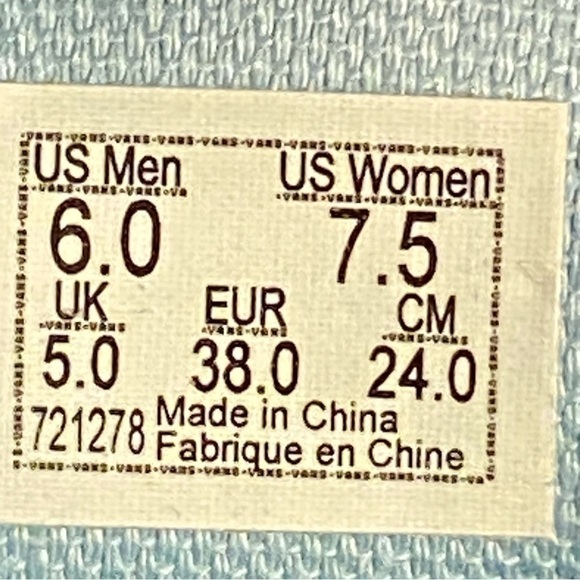 US Men US Women
6.0 7.5
UK EUR CM
5.0 38.0 24.0
721278 Made in China
Fabrique en Chine